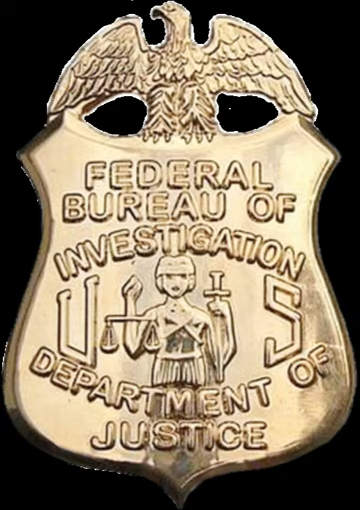 FEDERAL
BUREAU OF
INVESTIGATION
U S
DEPARTMENT OF
JUSTICE